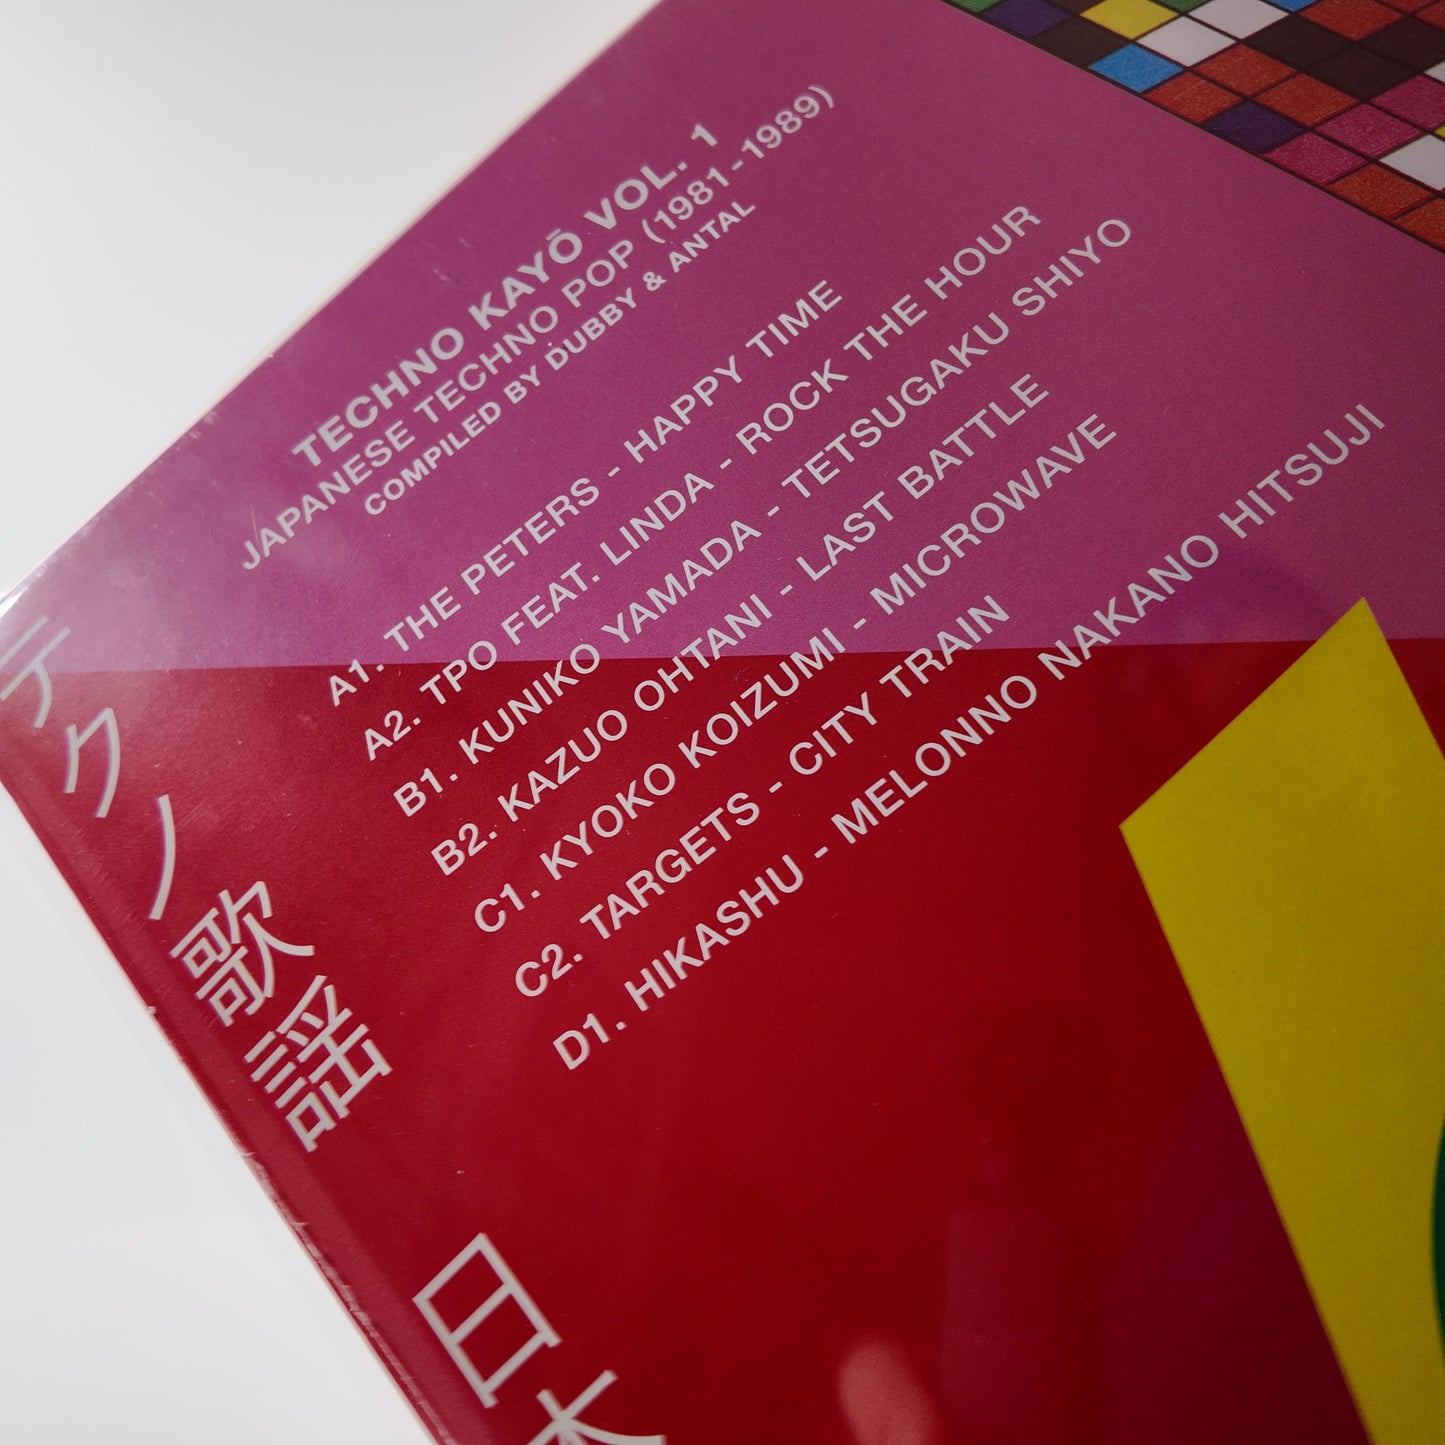 TECHNO KAYŌ VOL. 1
JAPANESE TECHNO POP (1981-1989)
COMPILED BY DUBBY & ANTAL
A1. THE PETERS - HAPPY TIME
A2. TPO FEAT. LINDA - ROCK THE HOUR
B1. KUNIKO YAMADA - TETSUGAKU SHIYO
B2. KAZUO OHTANI - LAST BATTLE
C1. KYOKO KOIZUMI - MICROWAVE
C2. TARGETS - CITY TRAIN
D1. HIKASHU - MELONNO NAKANO HITSUJI
テクノ歌謡 日本